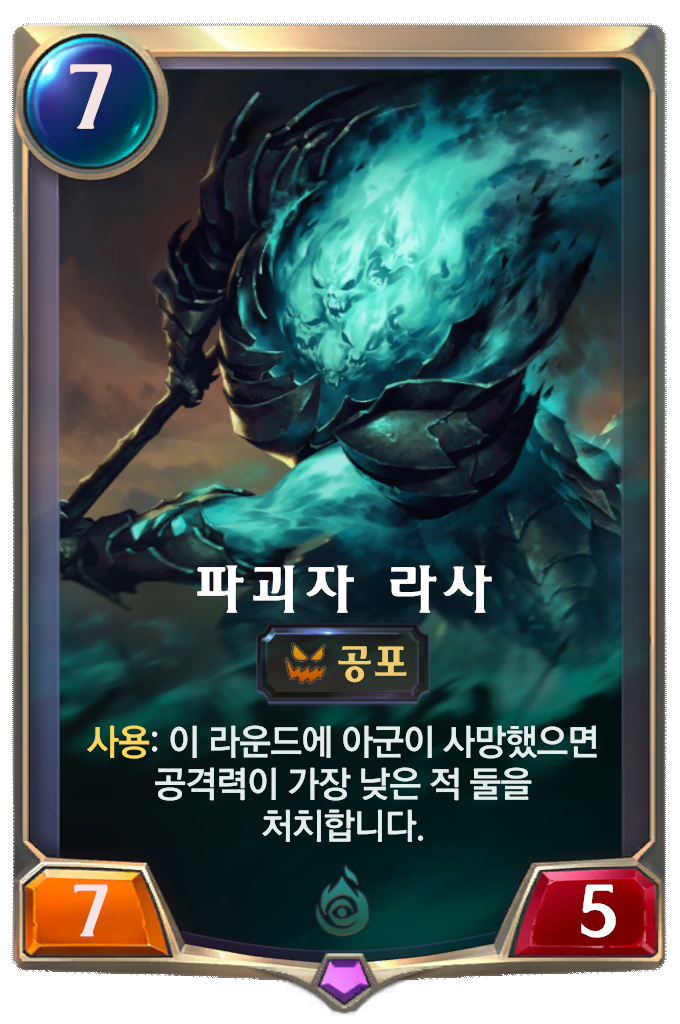 7
파괴자 라사
공포
사용: 이 라운드에 아군이 사망했으면
공격력이 가장 낮은 적 둘을
처치합니다.
7
5